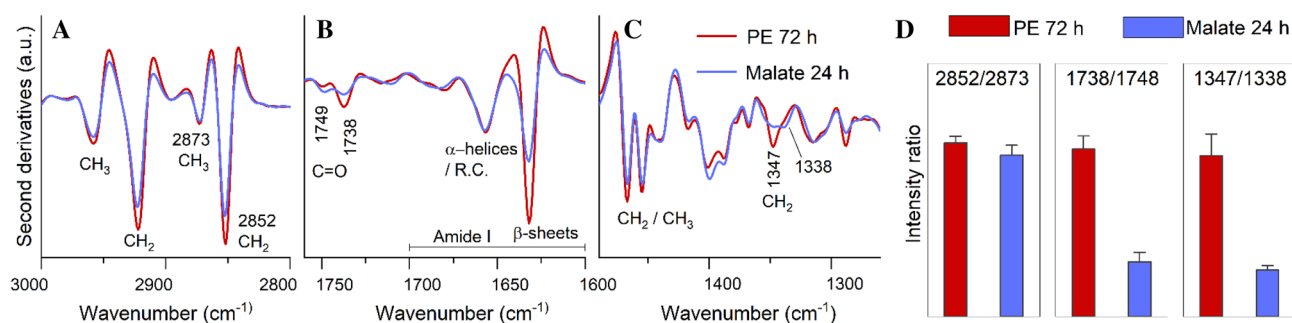 A
Second derivatives (a.u.)
CH₃
CH₂
2873
CH₃
2852
CH₂
3000 2900 2800
Wavenumber (cm⁻¹)
B
1749
1738
C=O
α–helices
/ R.C.
Amide I
β-sheets
1750 1700 1650 1600
Wavenumber (cm⁻¹)
C
PE 72 h
Malate 24 h
CH₂ / CH₃
1347
CH₂
1338
1400 1300
Wavenumber (cm⁻¹)
D
PE 72 h
Malate 24 h
Intensity ratio
2852/2873
1738/1748
1347/1338